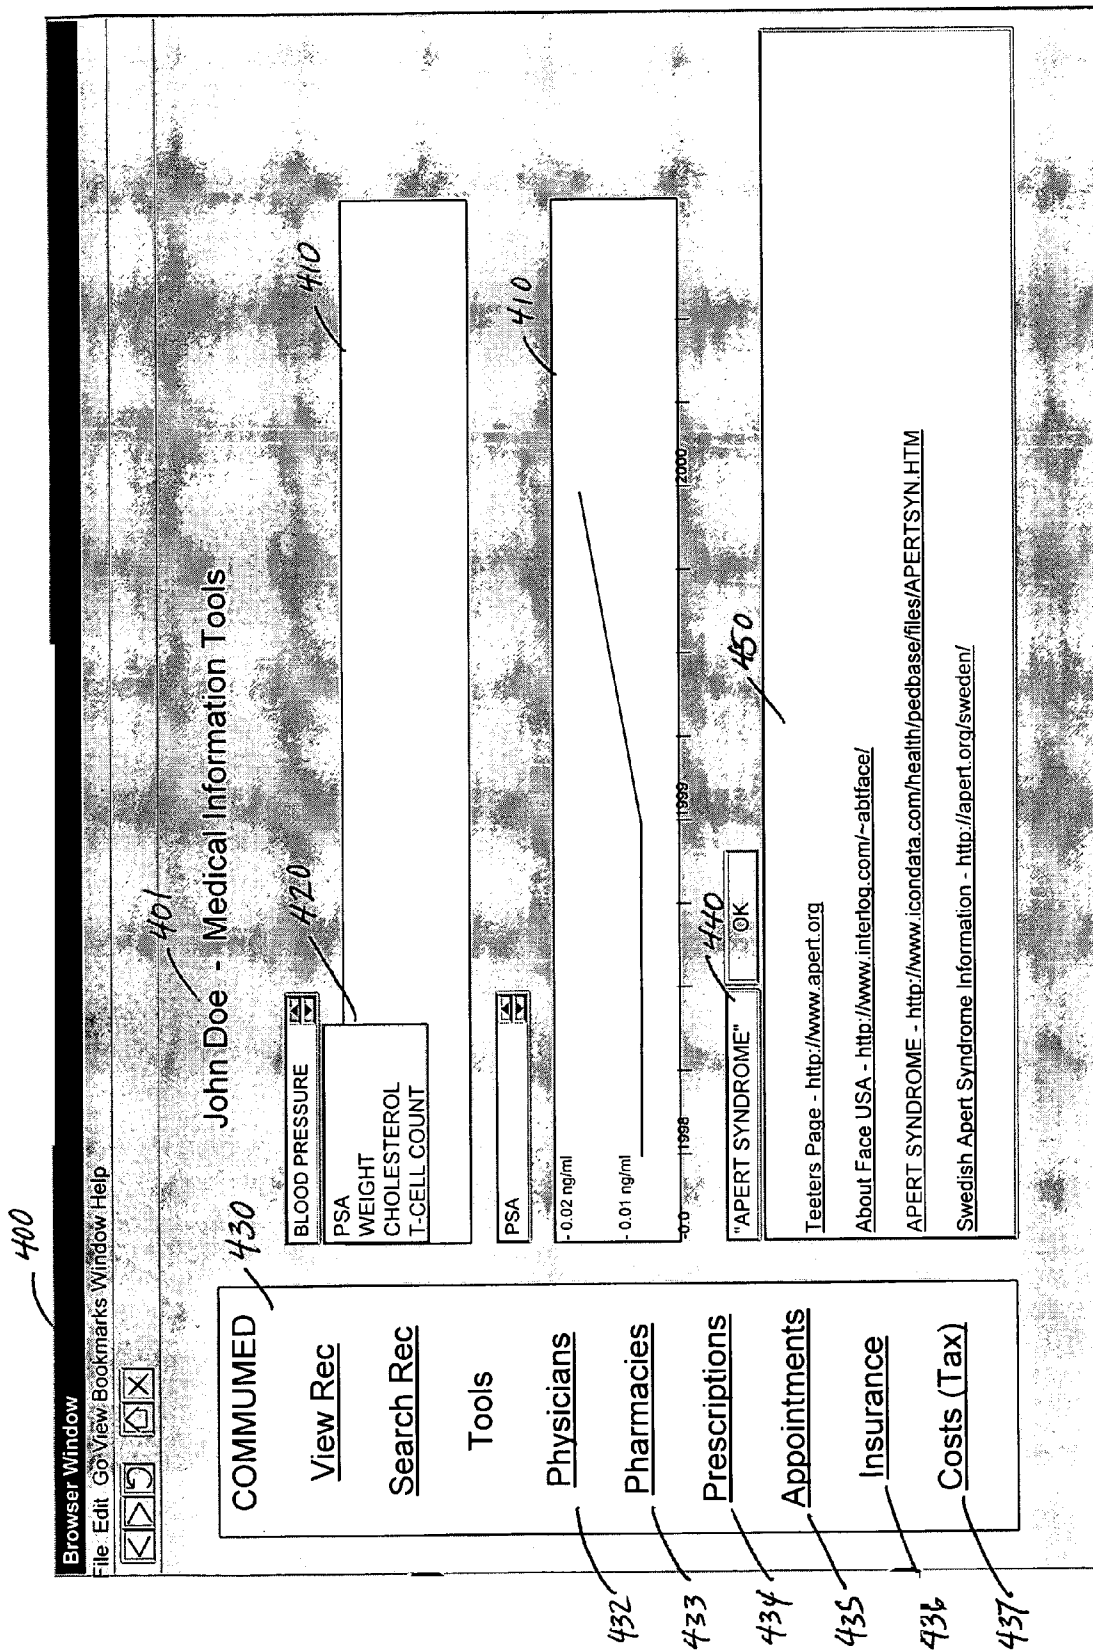 400
Browser Window
File Edit Go View Bookmarks Window Help
401
John Doe - Medical Information Tools
430
COMMUMED
View Rec
Search Rec
Tools
Physicians
Pharmacies
Prescriptions
Appointments
Insurance
Costs (Tax)
432
433
434
435
436
437
BLOOD PRESSURE
420
PSA
WEIGHT
CHOLESTEROL
T-CELL COUNT
410
PSA
410
- 0.02 ng/ml
- 0.01 ng/ml
-0.0
1998
1999
2000
440
"APERT SYNDROME"
OK
450
Teeters Page - http://www.apert.org
About Face USA - http://www.interlog.com/~abtface/
APERT SYNDROME - http://www.icondata.com/health/pedbase/files/APERTSYN.HTM
Swedish Apert Syndrome Information - http://apert.org/sweden/